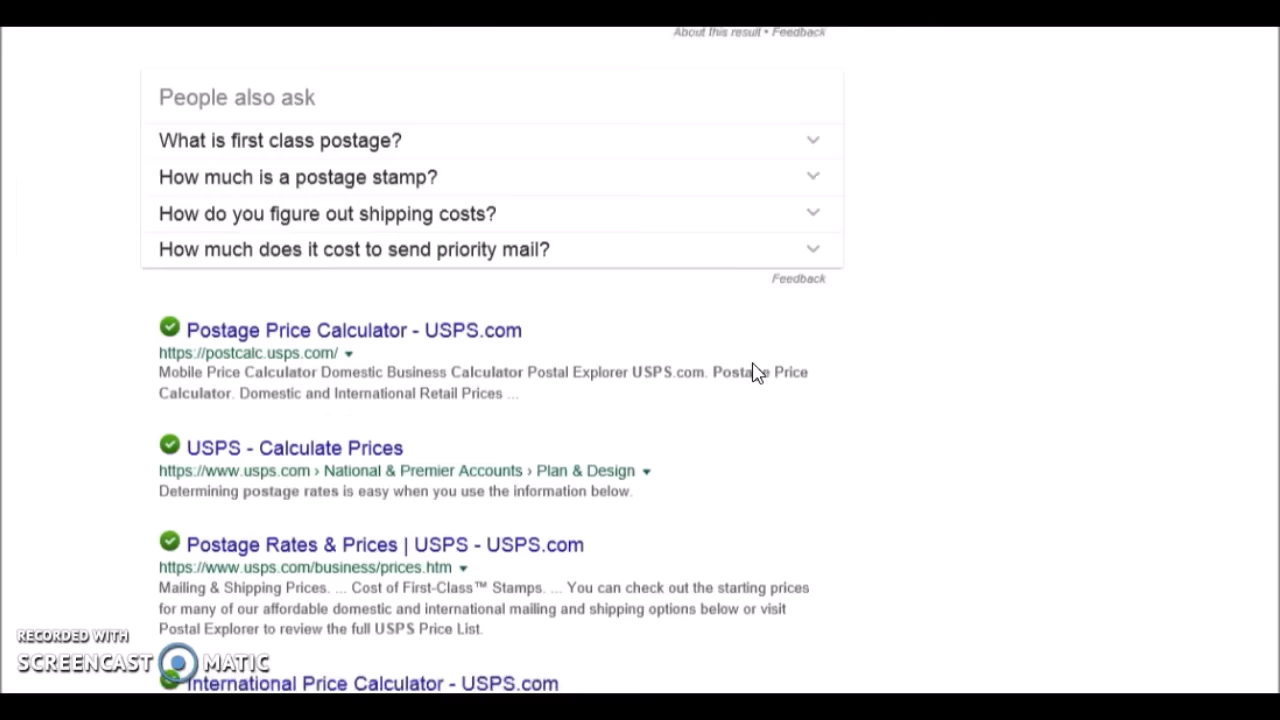 About this result • Feedback
People also ask
What is first class postage?
How much is a postage stamp?
How do you figure out shipping costs?
How much does it cost to send priority mail?
Feedback
Postage Price Calculator - USPS.com
https://postcalc.usps.com/
Mobile Price Calculator Domestic Business Calculator Postal Explorer USPS.com. Postage Price
Calculator. Domestic and International Retail Prices ...
USPS - Calculate Prices
https://www.usps.com › National & Premier Accounts › Plan & Design
Determining postage rates is easy when you use the information below.
Postage Rates & Prices | USPS - USPS.com
https://www.usps.com/business/prices.htm
Mailing & Shipping Prices. ... Cost of First-Class™ Stamps. ... You can check out the starting prices
for many of our affordable domestic and international mailing and shipping options below or visit
Postal Explorer to review the full USPS Price List.
International Price Calculator - USPS.com
RECORDED WITH
SCREENCAST MATIC